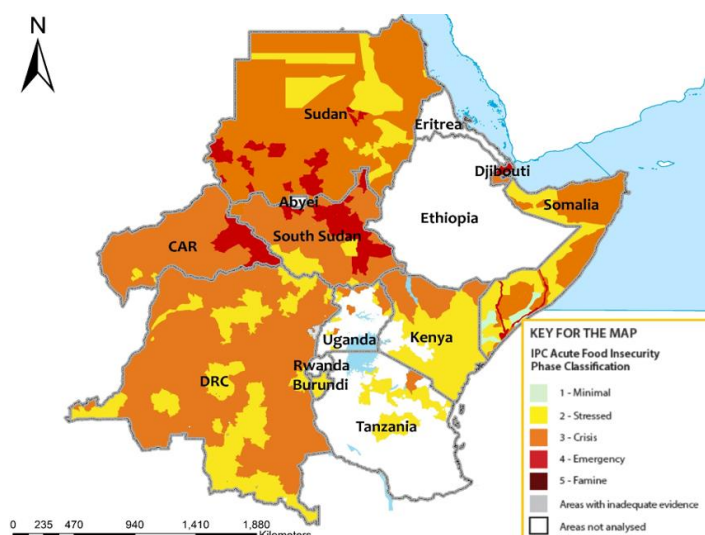 N
Sudan
Eritrea
Djibouti
Abyei
Somalia
Ethiopia
CAR
South Sudan
Uganda
Kenya
Rwanda
DRC
Burundi
Tanzania
KEY FOR THE MAP
IPC Acute Food Insecurity
Phase Classification
1 - Minimal
2 - Stressed
3 - Crisis
4 - Emergency
5 - Famine
Areas with inadequate evidence
Areas not analysed
0 235 470 940 1,410 1,880
Kilometers